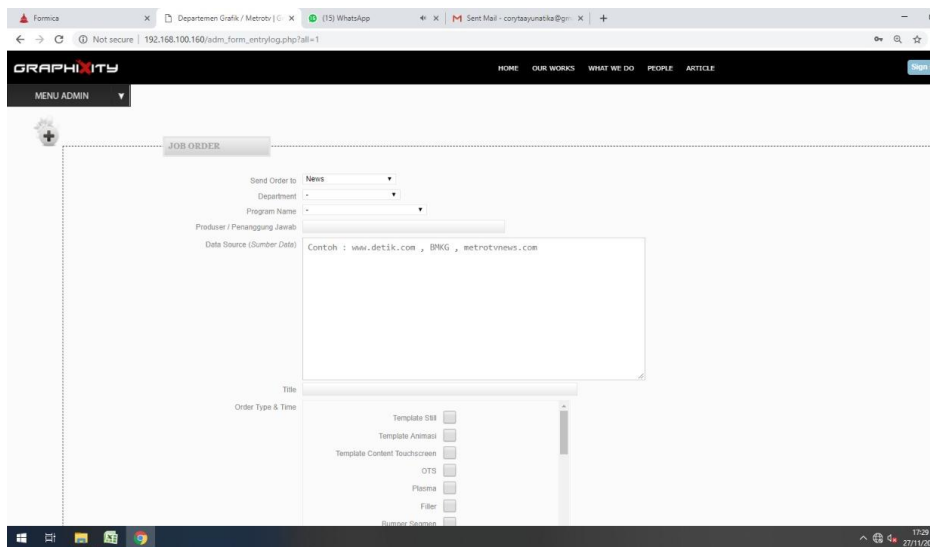 Formica
Departemen Grafik / Metrotv | G
(15) WhatsApp
Sent Mail - corytaayunatika@gm
Not secure | 192.168.100.160/adm_form_entrylog.php?all=1
GRAPHIXITY
HOME OUR WORKS WHAT WE DO PEOPLE ARTICLE
Sign
MENU ADMIN
JOB ORDER
Send Order to News
Department -
Program Name -
Produser / Penanggung Jawab
Data Source (Sumber Data) Contoh : www.detik.com , BMKG , metrotvnews.com
Title
Order Type & Time
Template Still
Template Animasi
Template Content Touchscreen
OTS
Plasma
Filler
Bumper Segmen
17:29
27/11/20